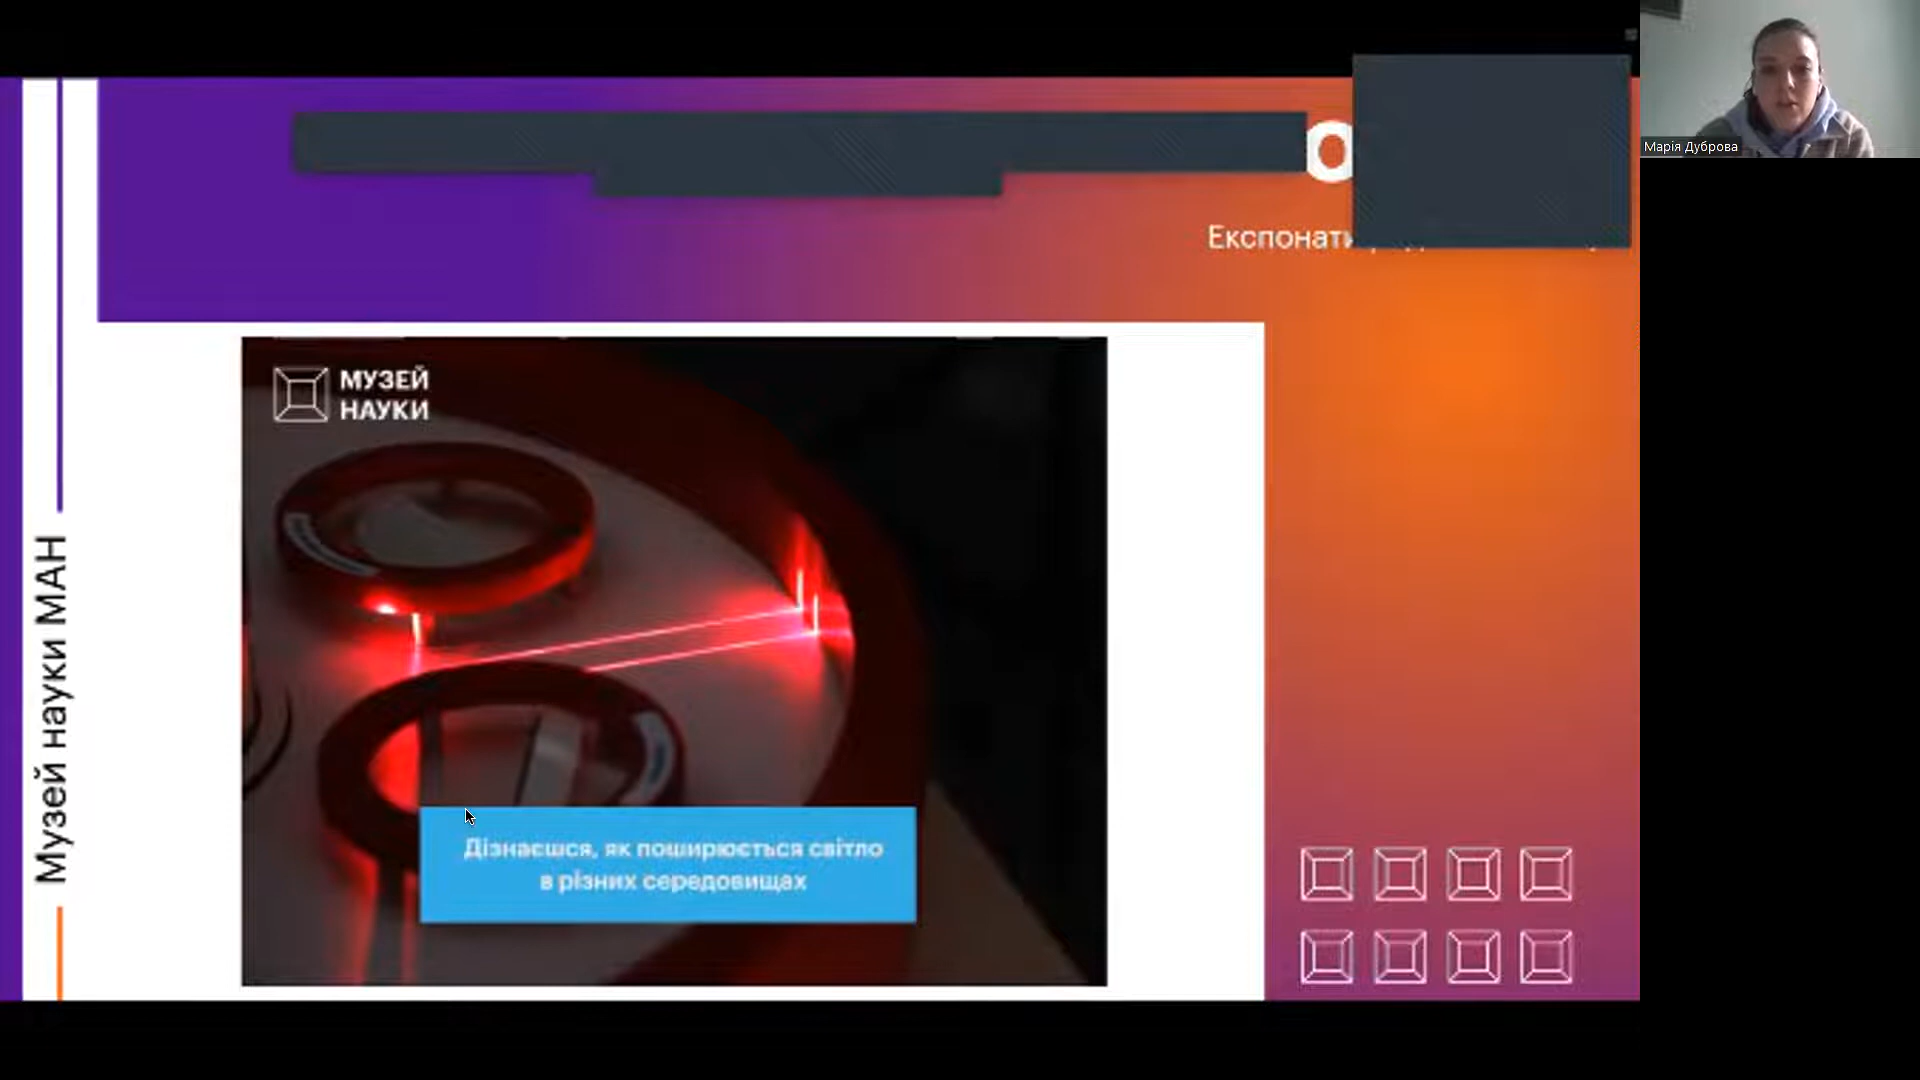 О
Експонати
Марія Дуброва
МУЗЕЙ
НАУКИ
Музей науки МАН
Дізнаєшся, як поширюється світло
в різних середовищах